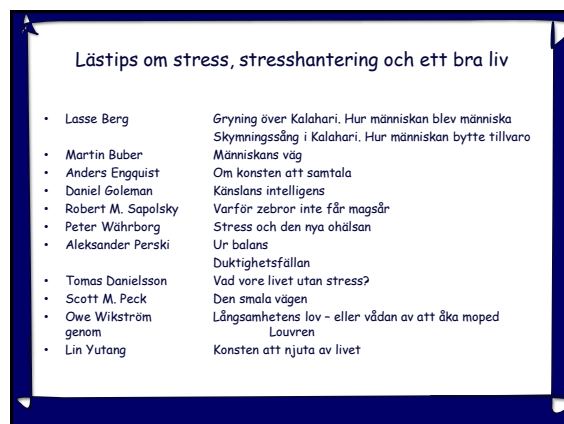 Lästips om stress, stresshantering och ett bra liv
• Lasse Berg Gryning över Kalahari. Hur människan blev människa
Skymningssång i Kalahari. Hur människan bytte tillvaro
• Martin Buber Människans väg
• Anders Engquist Om konsten att samtala
• Daniel Goleman Känslans intelligens
• Robert M. Sapolsky Varför zebror inte får magsår
• Peter Währborg Stress och den nya ohälsan
• Aleksander Perski Ur balans
Duktighetsfällan
• Tomas Danielsson Vad vore livet utan stress?
• Scott M. Peck Den smala vägen
• Owe Wikström Långsamhetens lov – eller vådan av att åka moped
genom Louvren
• Lin Yutang Konsten att njuta av livet